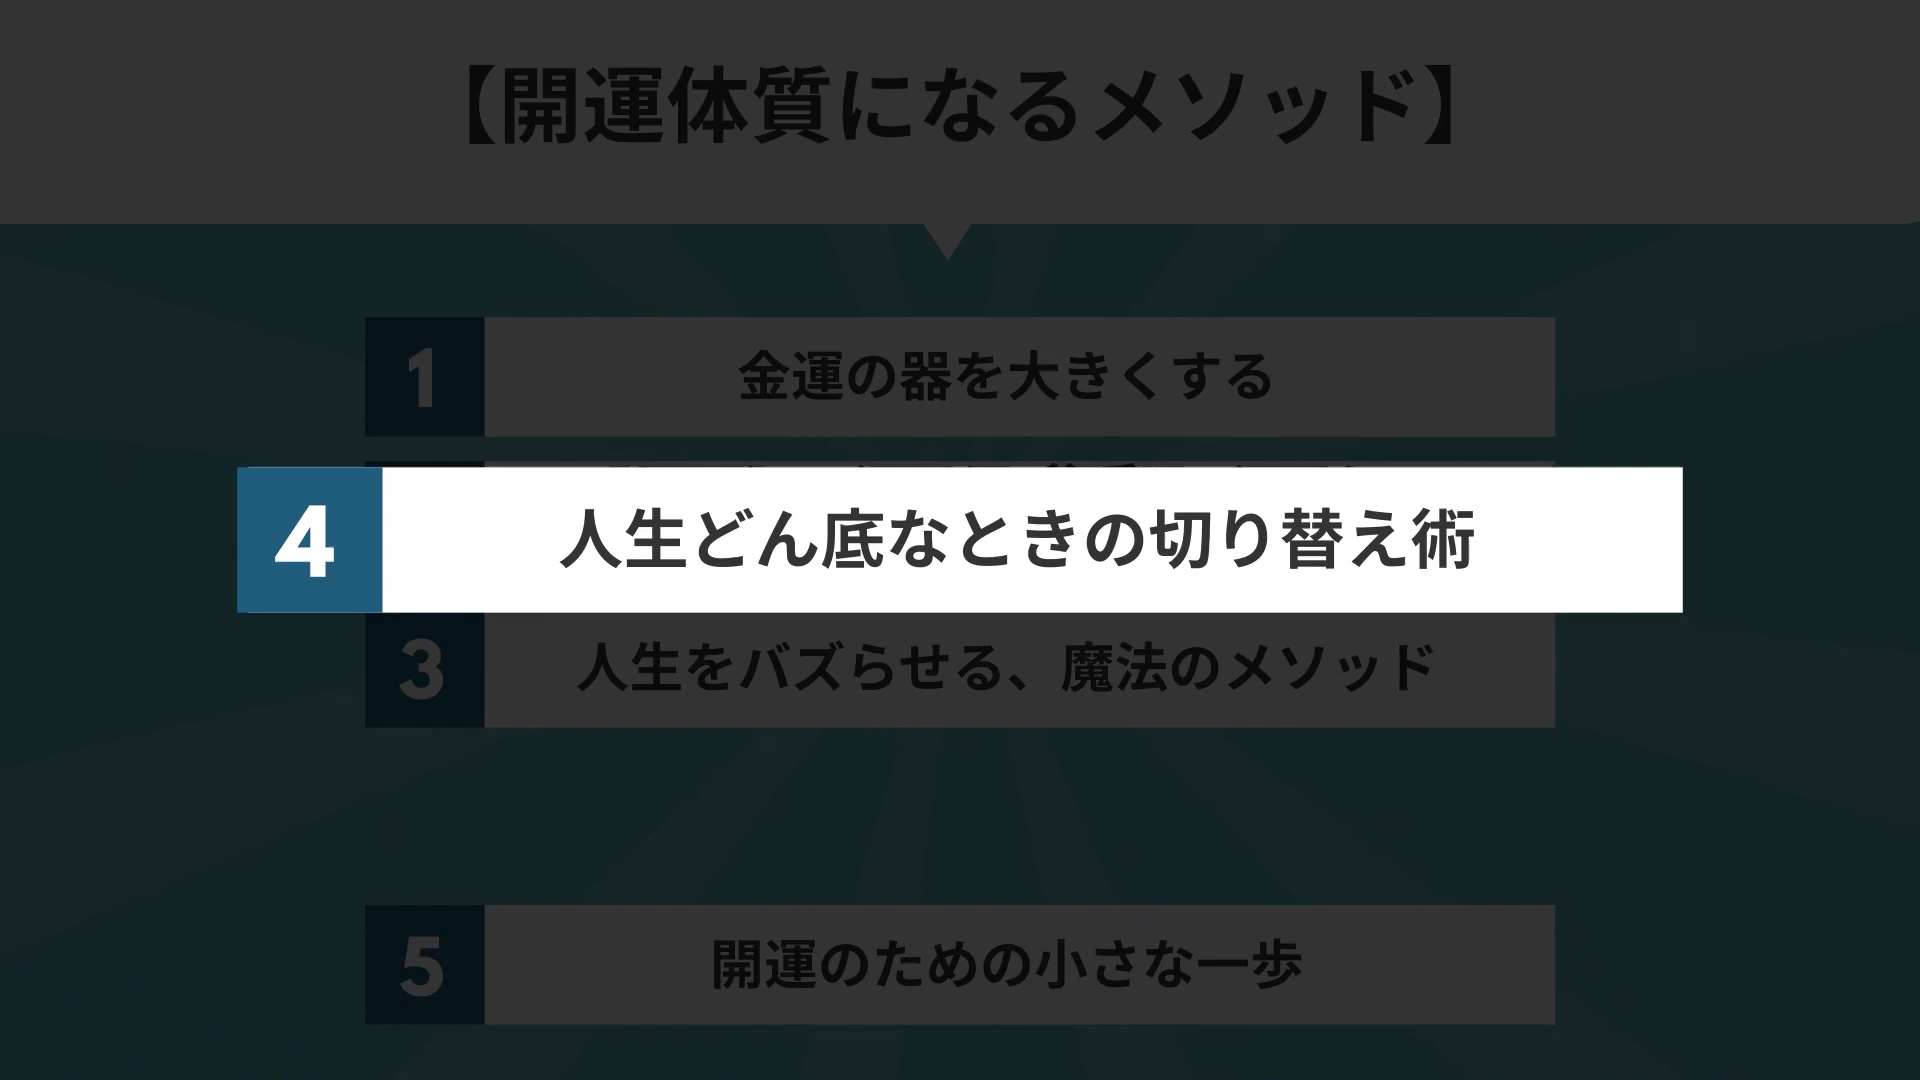 【開運体質になるメソッド】
1 金運の器を大きくする
4 人生どん底なときの切り替え術
3 人生をバズらせる、魔法のメソッド
5 開運のための小さな一歩